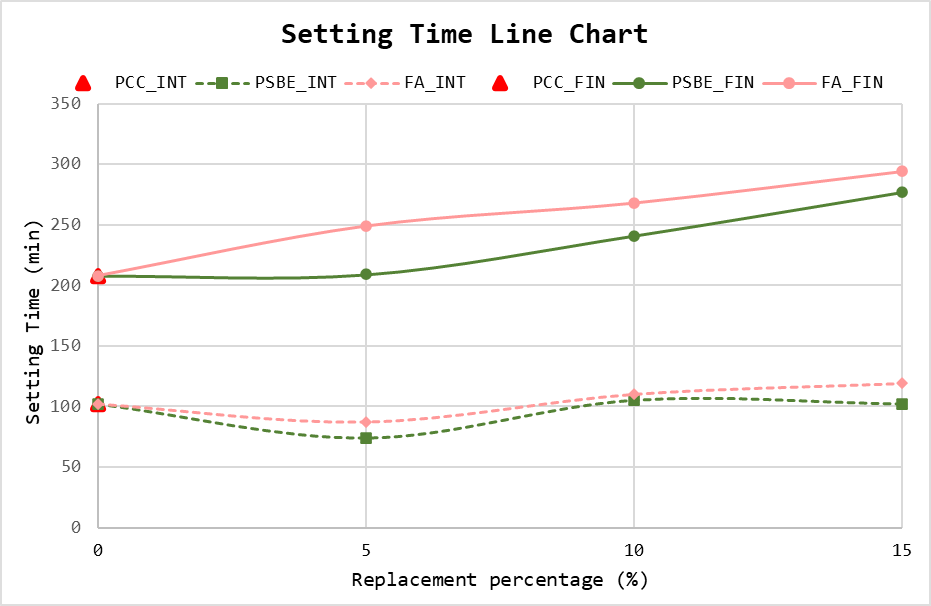 Setting Time Line Chart
PCC_INT PSBE_INT FA_INT PCC_FIN PSBE_FIN FA_FIN
350
300
250
200
150
100
50
0
Setting Time (min)
0 5 10 15
Replacement percentage (%)